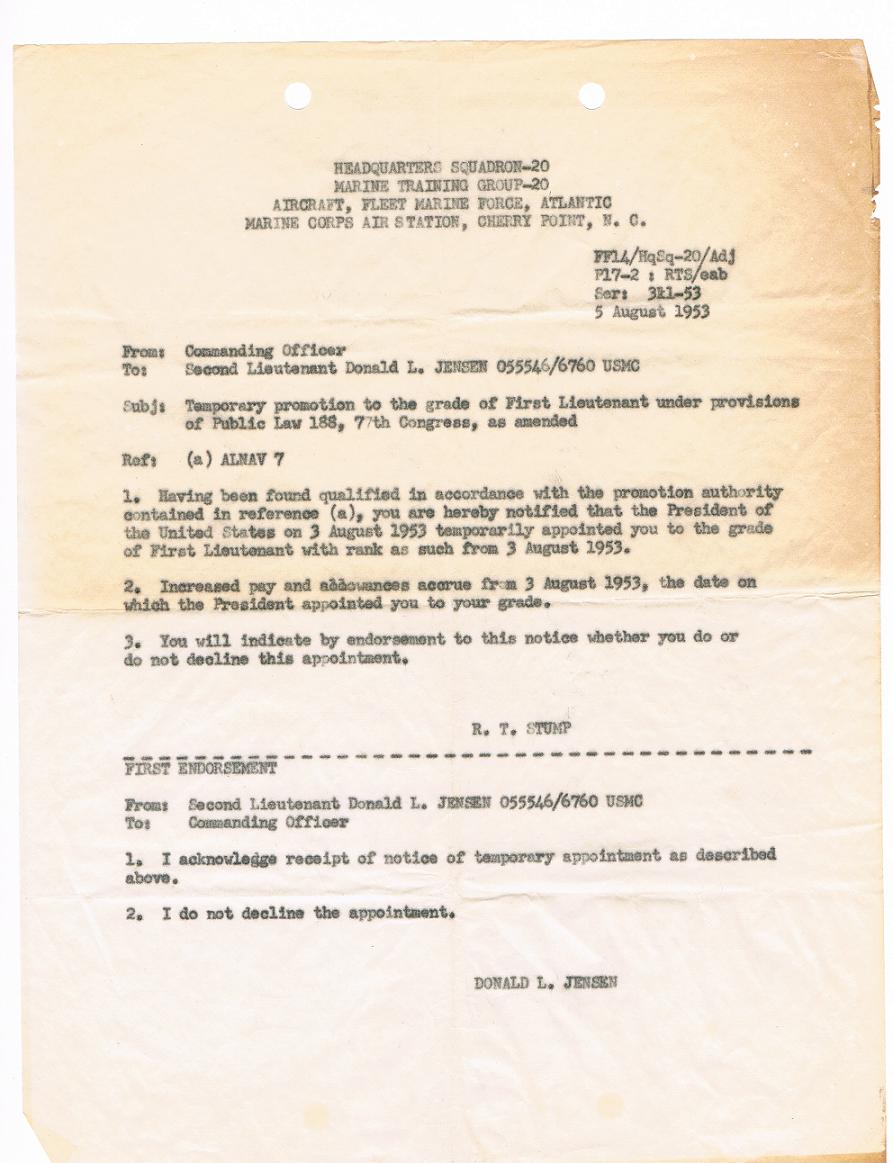 HEADQUARTERS SQUADRON-20
MARINE TRAINING GROUP-20
AIRCRAFT, FLEET MARINE FORCE, ATLANTIC
MARINE CORPS AIR STATION, CHERRY POINT, N. C.
FF14/HqSq-20/Adj
P17-2 : RTS/eab
Ser:
5 August 1953
From: Commanding Officer
To: Second Lieutenant Donald L. JENSEN 055546/6760 USMC
Subj: Temporary promotion to the grade of First Lieutenant under provisions
of Public Law 188, 77th Congress, as amended
Ref: (a) ALNAV 7
1. Having been found qualified in accordance with the promotion authority
contained in reference (a), you are hereby notified that the President of
the United States on 3 August 1953 temporarily appointed you to the grade
of First Lieutenant with rank as such from 3 August 1953.
2. Increased pay and allowances accrue from 3 August 1953, the date on
which the President appointed you to your grade.
3. You will indicate by endorsement to this notice whether you do or
do not decline this appointment.
R. T. STUMP
FIRST ENDORSEMENT
From: Second Lieutenant Donald L. JENSEN 055546/6760 USMC
To: Commanding Officer
1. I acknowledge receipt of notice of temporary appointment as described
above.
2. I do not decline the appointment.
DONALD L. JENSEN